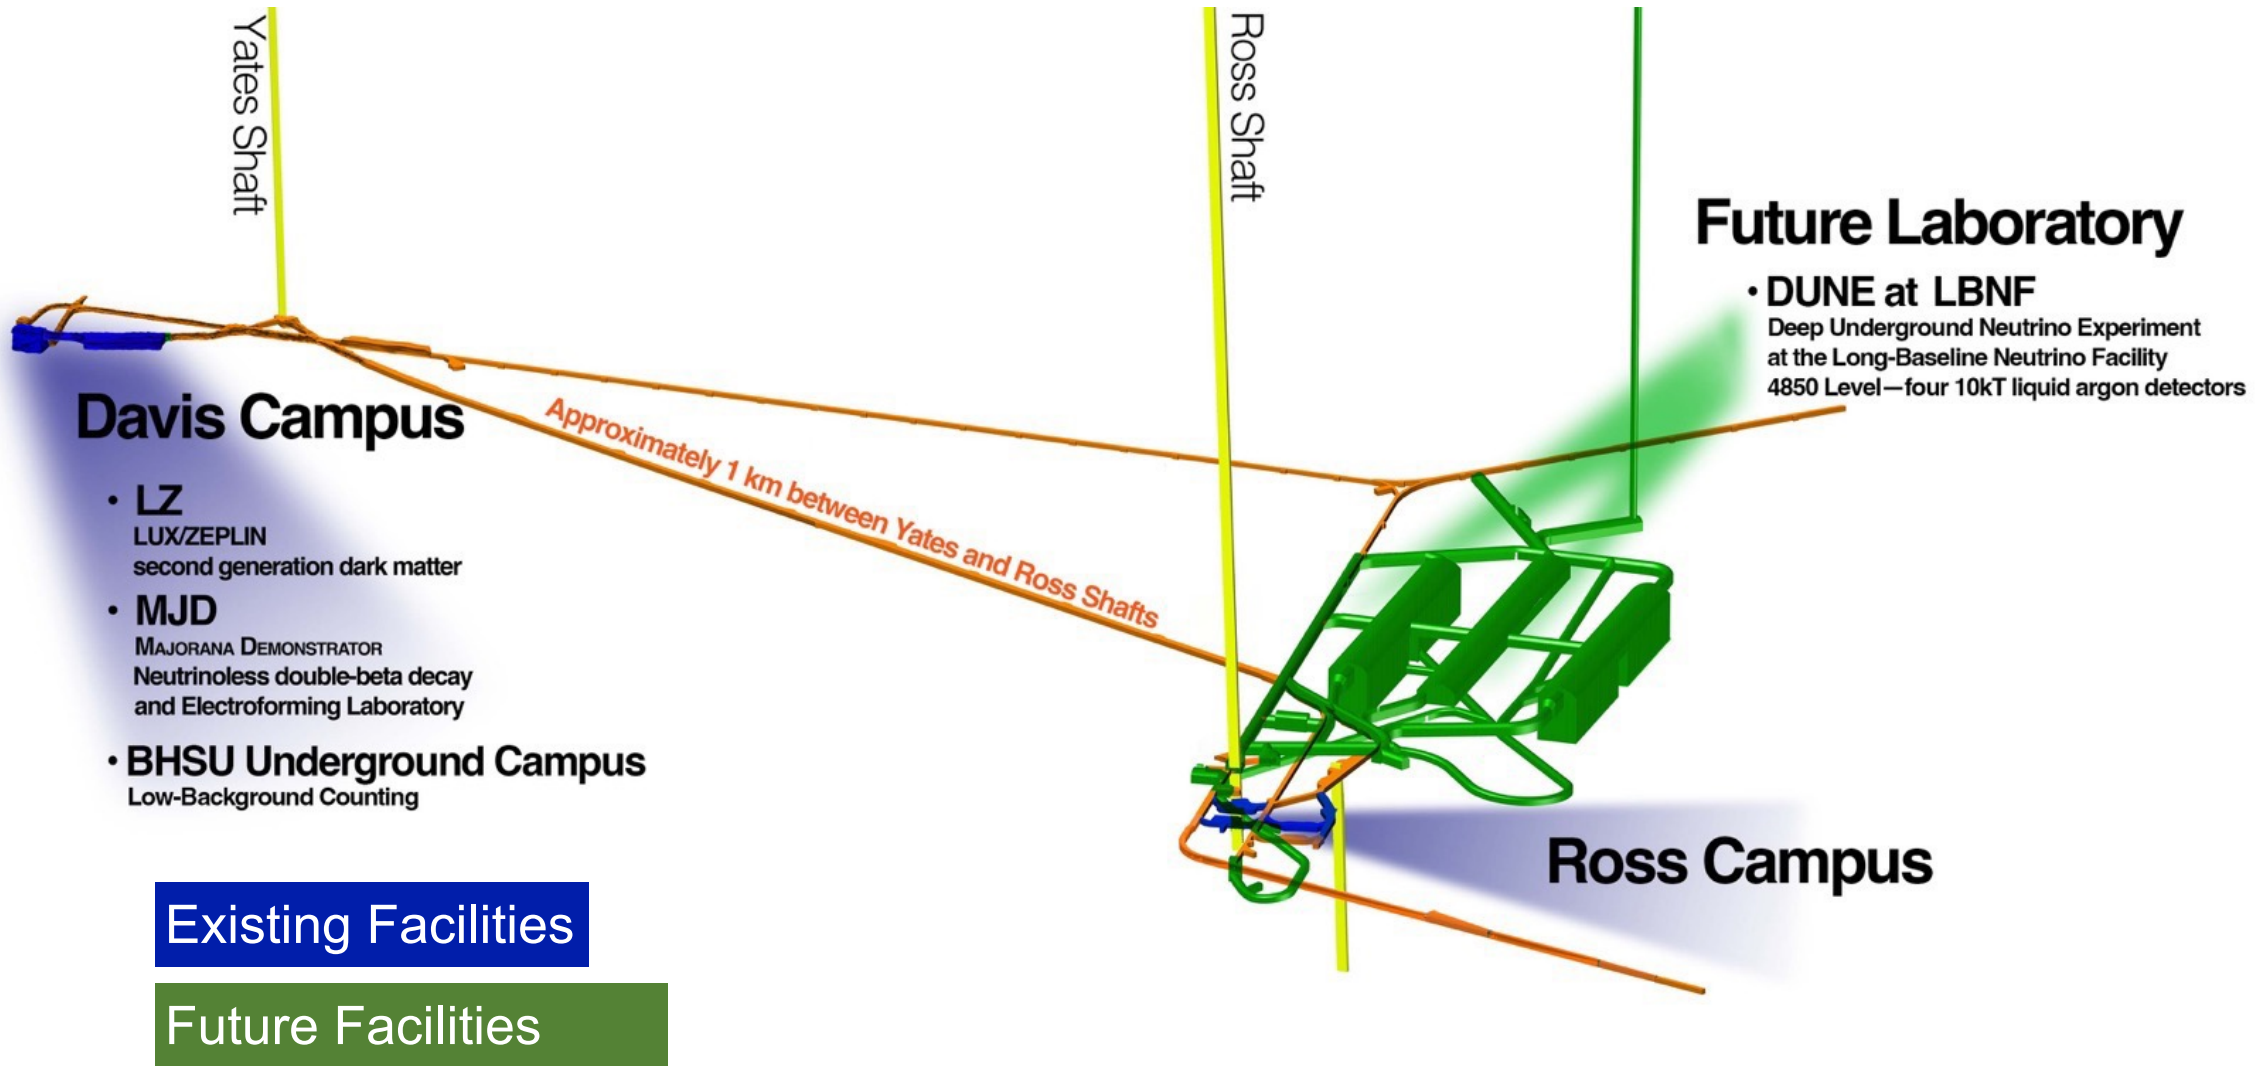 Yates Shaft
Ross Shaft
Future Laboratory
• DUNE at LBNF
Deep Underground Neutrino Experiment
at the Long-Baseline Neutrino Facility
4850 Level—four 10kT liquid argon detectors
Approximately 1 km between Yates and Ross Shafts
Davis Campus
• LZ
LUX/ZEPLIN
second generation dark matter
• MJD
MAJORANA DEMONSTRATOR
Neutrinoless double-beta decay
and Electroforming Laboratory
• BHSU Underground Campus
Low-Background Counting
Ross Campus
Existing Facilities
Future Facilities